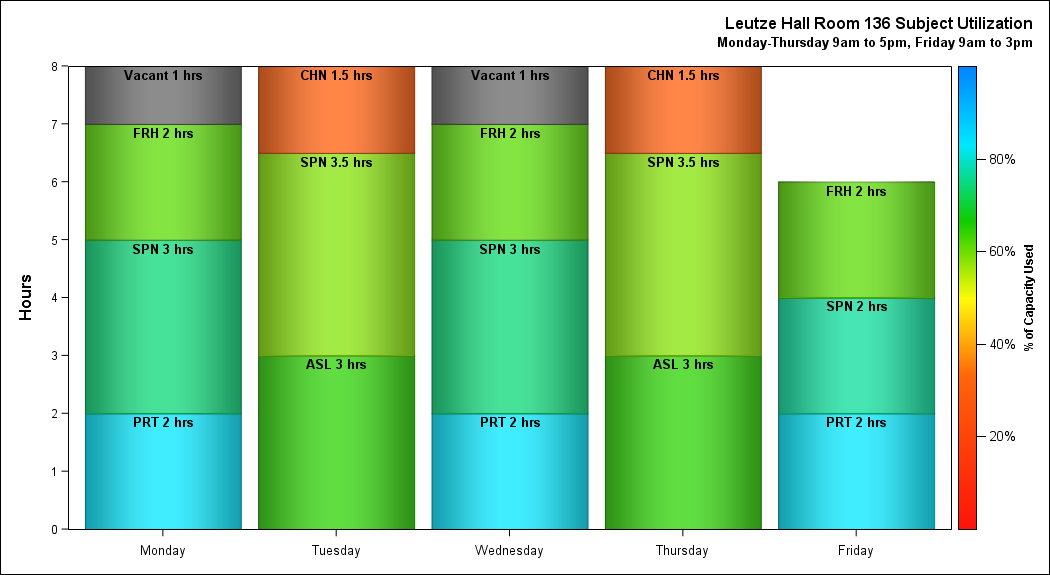 Leutze Hall Room 136 Subject Utilization
Monday-Thursday 9am to 5pm, Friday 9am to 3pm
Hours
8
7
6
5
4
3
2
1
0
Vacant 1 hrs
FRH 2 hrs
SPN 3 hrs
PRT 2 hrs
Monday
CHN 1.5 hrs
SPN 3.5 hrs
ASL 3 hrs
Tuesday
Vacant 1 hrs
FRH 2 hrs
SPN 3 hrs
PRT 2 hrs
Wednesday
CHN 1.5 hrs
SPN 3.5 hrs
ASL 3 hrs
Thursday
FRH 2 hrs
SPN 2 hrs
PRT 2 hrs
Friday
80%
60%
40%
20%
% of Capacity Used